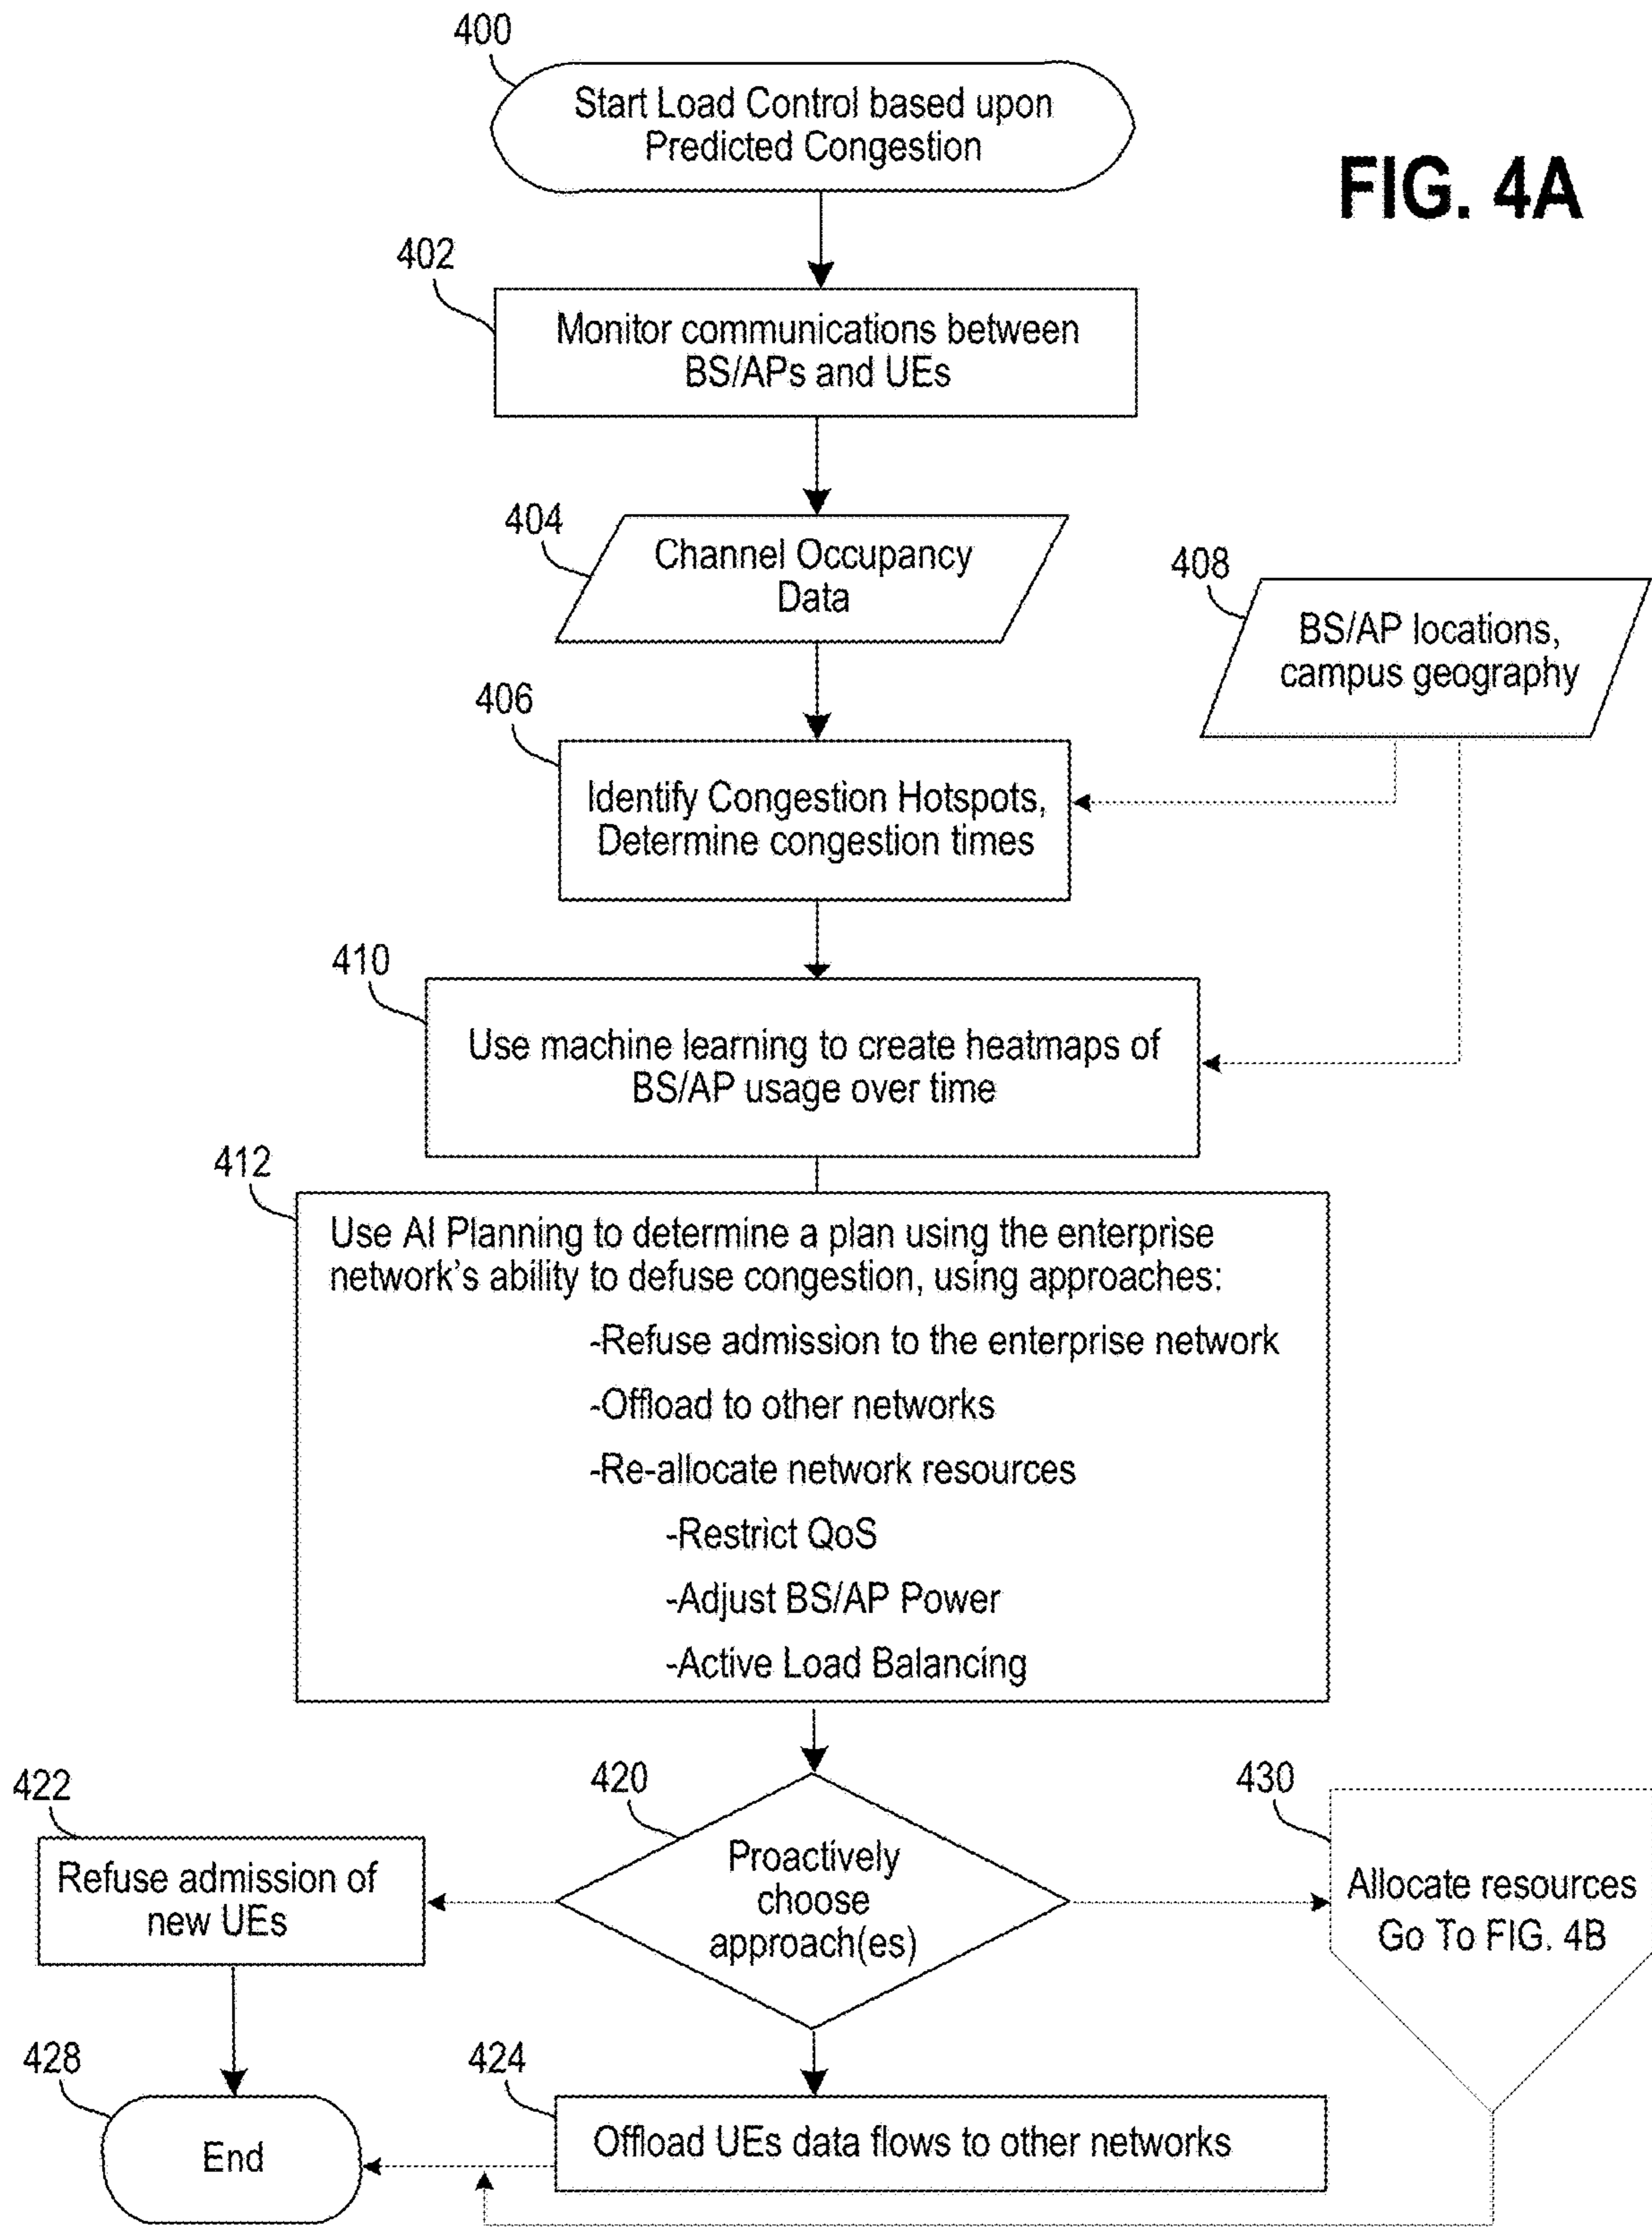 400
Start Load Control based upon
Predicted Congestion
FIG. 4A
402
Monitor communications between
BS/APs and UEs
404
Channel Occupancy
Data
408
BS/AP locations,
campus geography
406
Identify Congestion Hotspots,
Determine congestion times
410
Use machine learning to create heatmaps of
BS/AP usage over time
412
Use AI Planning to determine a plan using the enterprise
network's ability to defuse congestion, using approaches:
-Refuse admission to the enterprise network
-Offload to other networks
-Re-allocate network resources
-Restrict QoS
-Adjust BS/AP Power
-Active Load Balancing
422
Refuse admission of
new UEs
420
Proactively
choose
approach(es)
430
Allocate resources
Go To FIG. 4B
428
End
424
Offload UEs data flows to other networks